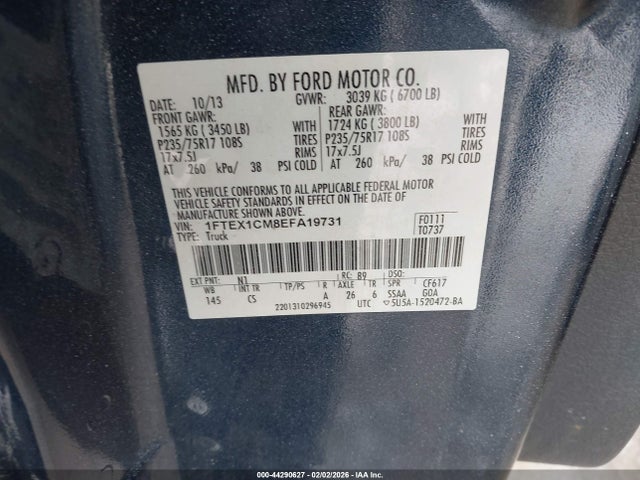 MFD. BY FORD MOTOR CO.
DATE: 10/13 GVWR: 3039 KG ( 6700 LB)
FRONT GAWR: REAR GAWR:
1565 KG ( 3450 LB) WITH 1724 KG ( 3800 LB) WITH
P235/75R17 108S TIRES P235/75R17 108S TIRES
17x7.5J RIMS 17x7.5J RIMS
AT 260 kPa/ 38 PSI COLD AT 260 kPa/ 38 PSI COLD
THIS VEHICLE CONFORMS TO ALL APPLICABLE FEDERAL MOTOR
VEHICLE SAFETY STANDARDS IN EFFECT ON THE DATE OF
MANUFACTURE SHOWN ABOVE.
VIN: 1FTEX1CM8EFA19731 F0111
TYPE: Truck T0737
EXT PNT: N1 RC: 89 DSO:
WB INT TR TP/PS R AXLE TR SPR CF617
145 CS A 26 6 SSAA GOA
2201310296945 UTC 5U5A-1520472-BA
000-44290627 - 02/02/2026 - Copyright © 2026 IAA, Inc.